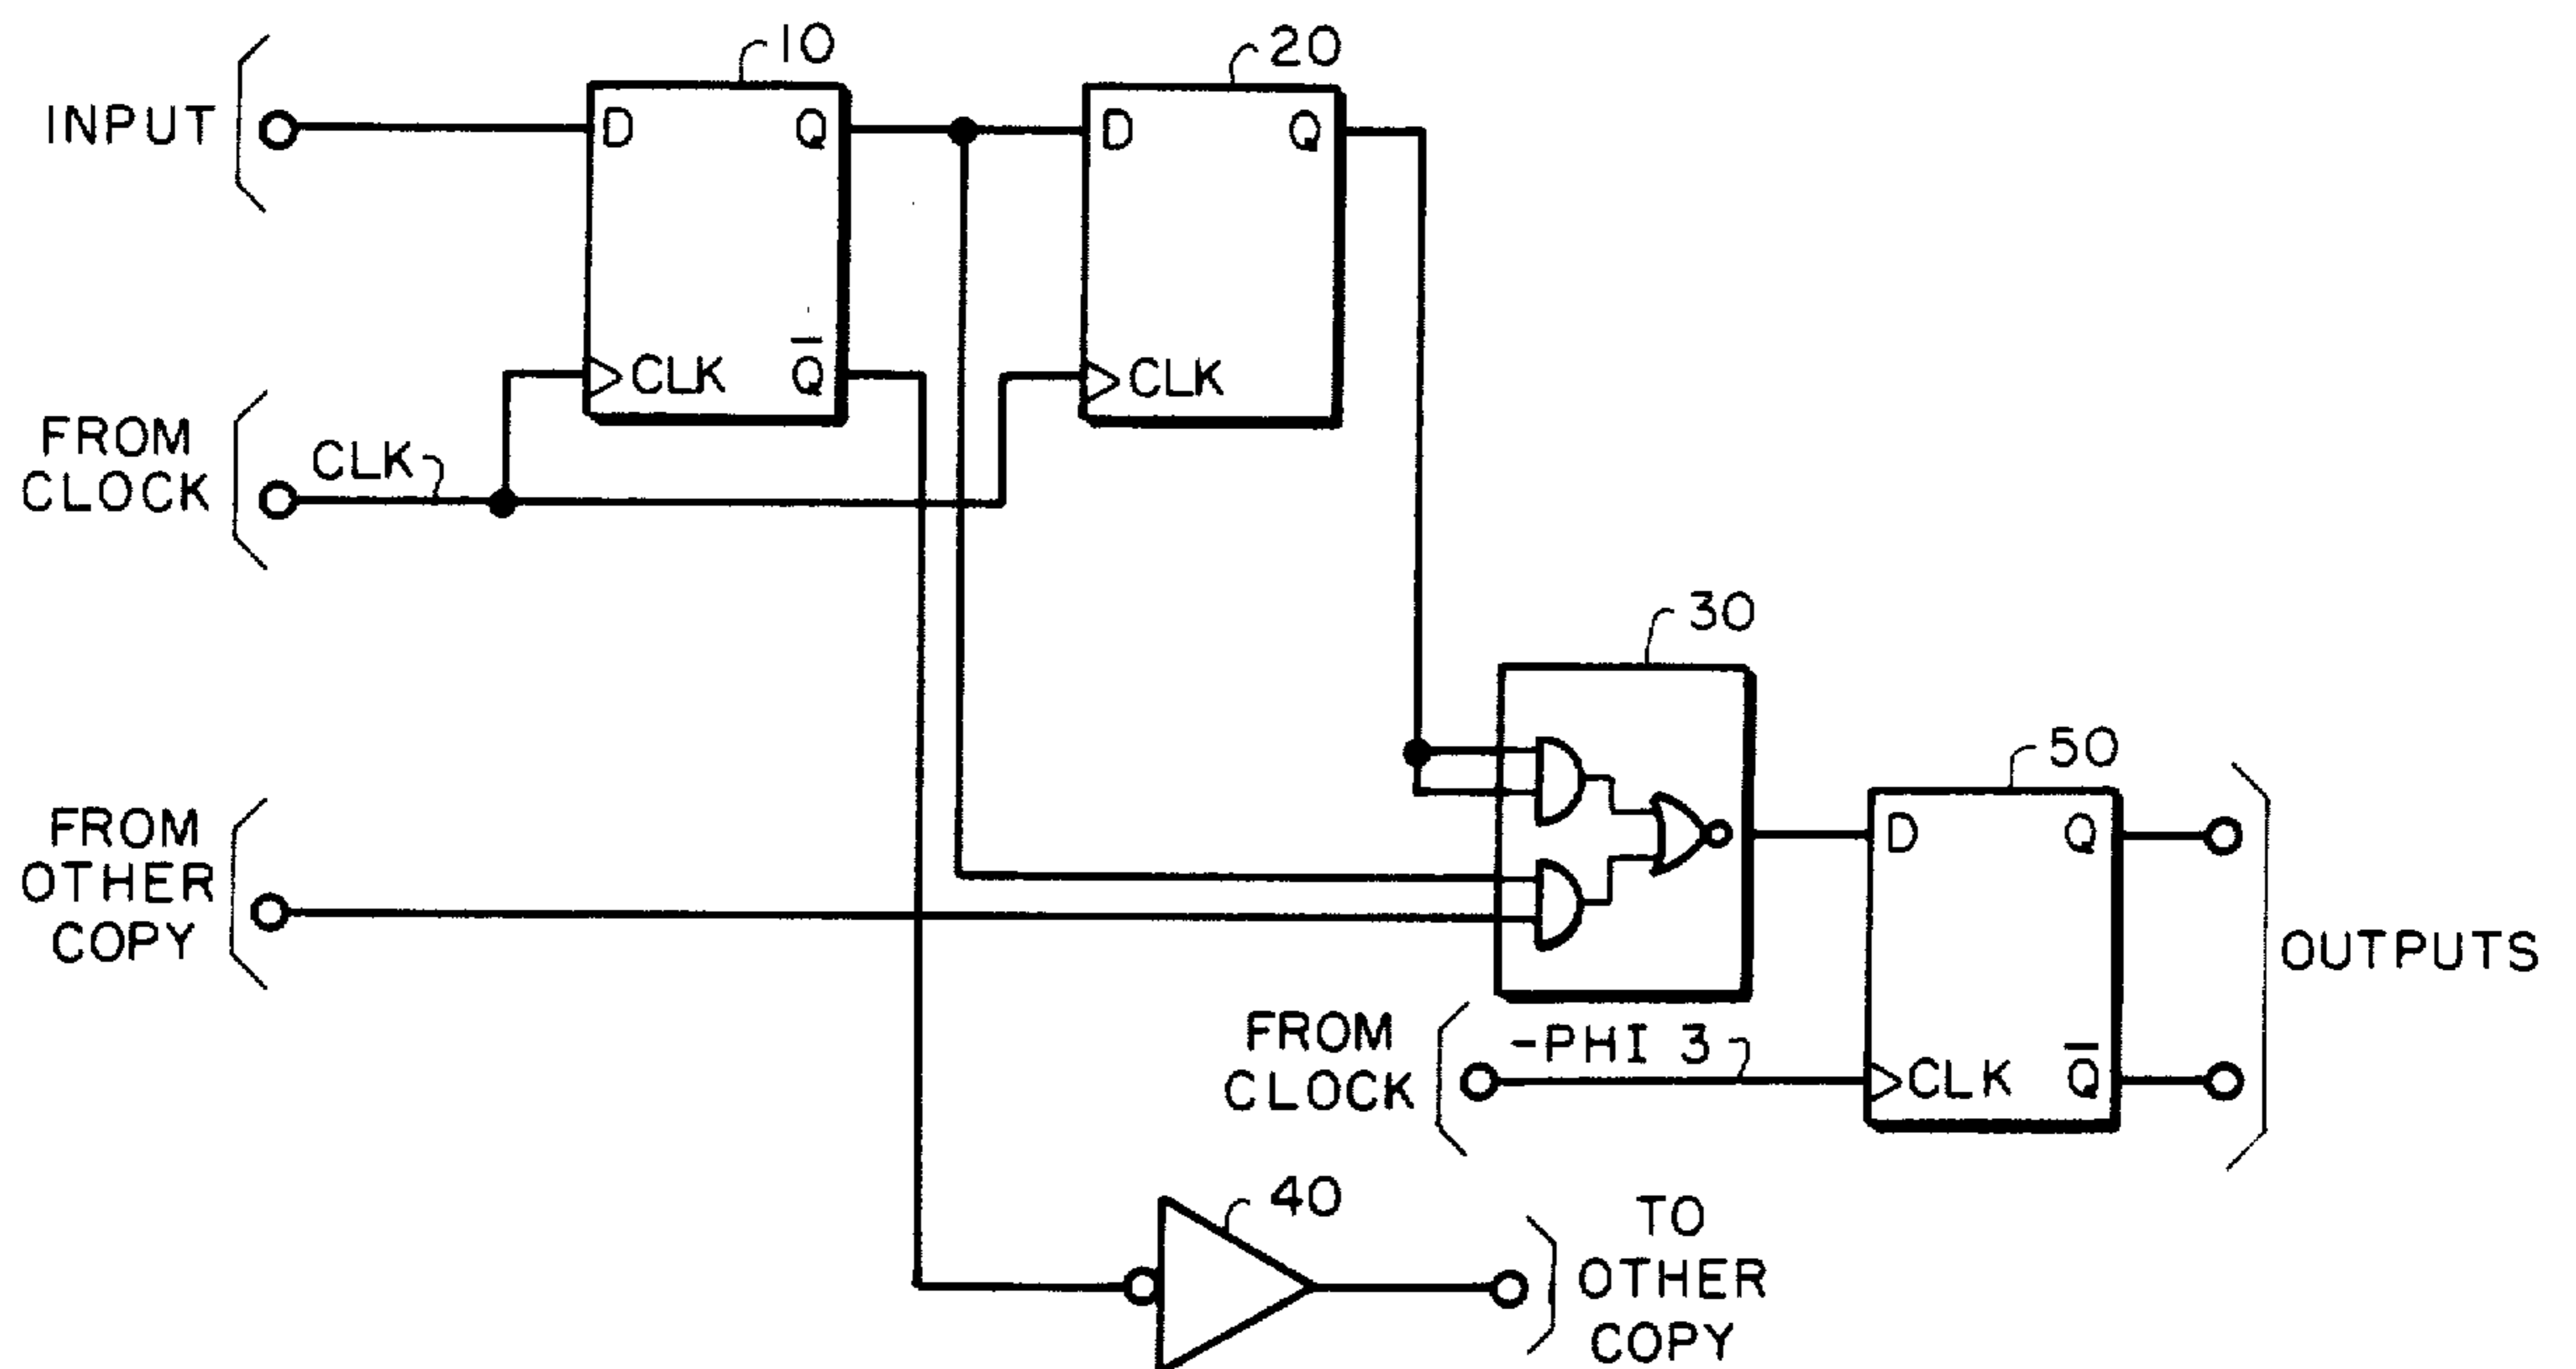 10
20
INPUT
D
Q
D
Q
CLK
Q̅
CLK
FROM
CLOCK
CLK
30
50
FROM
OTHER
COPY
D
Q
OUTPUTS
FROM
CLOCK
-PHI 3
CLK
Q̅
40
TO
OTHER
COPY